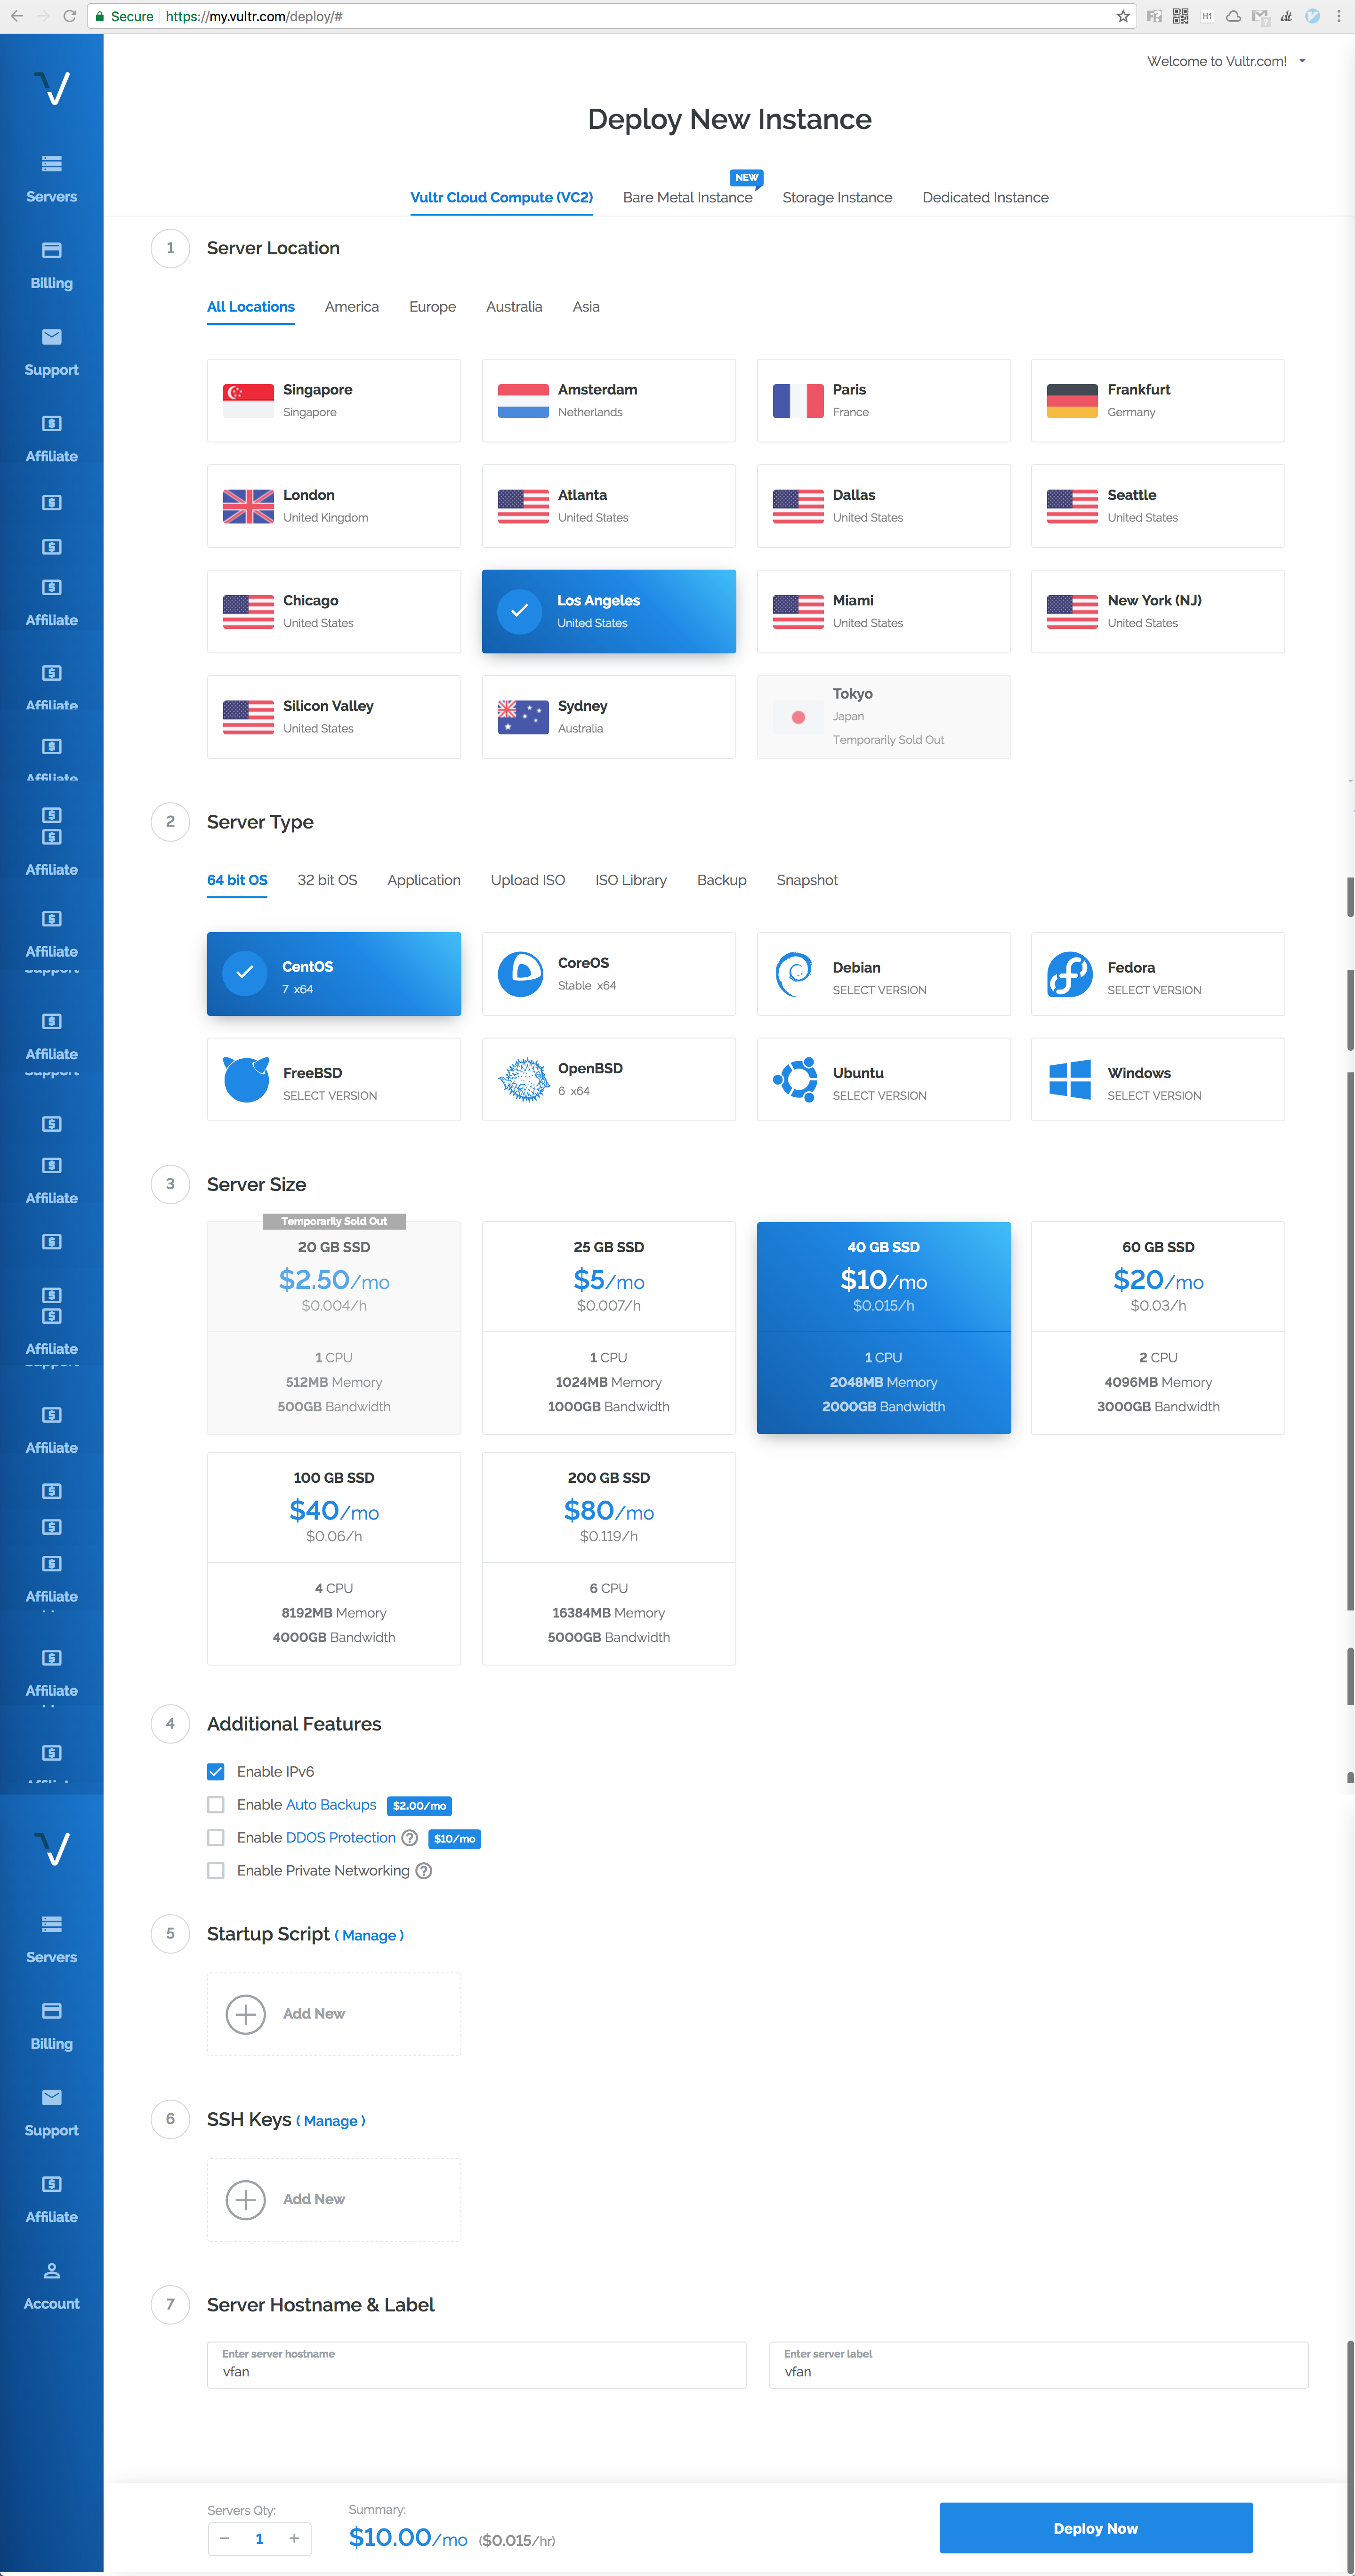 Secure https://my.vultr.com/deploy/#
Welcome to Vultr.com!
Deploy New Instance
NEW
Vultr Cloud Compute (VC2) Bare Metal Instance Storage Instance Dedicated Instance
Servers
Billing
Support
Affiliate
Affiliate
Affiliate
Affiliate
Affiliate
Affiliate
Support
Affiliate
Support
Affiliate
Affiliate
Support
Affiliate
Affiliate
Affiliate
Affiliate
1 Server Location
All Locations America Europe Australia Asia
Singapore
Singapore
Amsterdam
Netherlands
Paris
France
Frankfurt
Germany
London
United Kingdom
Atlanta
United States
Dallas
United States
Seattle
United States
Chicago
United States
Los Angeles
United States
Miami
United States
New York (NJ)
United States
Silicon Valley
United States
Sydney
Australia
Tokyo
Japan
Temporarily Sold Out
2 Server Type
64 bit OS 32 bit OS Application Upload ISO ISO Library Backup Snapshot
CentOS
7 x64
CoreOS
Stable x64
Debian
SELECT VERSION
Fedora
SELECT VERSION
FreeBSD
SELECT VERSION
OpenBSD
6 x64
Ubuntu
SELECT VERSION
Windows
SELECT VERSION
3 Server Size
Temporarily Sold Out
20 GB SSD
$2.50/mo
$0.004/h
1 CPU
512MB Memory
500GB Bandwidth
25 GB SSD
$5/mo
$0.007/h
1 CPU
1024MB Memory
1000GB Bandwidth
40 GB SSD
$10/mo
$0.015/h
1 CPU
2048MB Memory
2000GB Bandwidth
60 GB SSD
$20/mo
$0.03/h
2 CPU
4096MB Memory
3000GB Bandwidth
100 GB SSD
$40/mo
$0.06/h
4 CPU
8192MB Memory
4000GB Bandwidth
200 GB SSD
$80/mo
$0.119/h
6 CPU
16384MB Memory
5000GB Bandwidth
4 Additional Features
Enable IPv6
Enable Auto Backups $2.00/mo
Enable DDOS Protection ? $10/mo
Enable Private Networking ?
Servers
Billing
Support
Affiliate
Account
5 Startup Script ( Manage )
Add New
6 SSH Keys ( Manage )
Add New
7 Server Hostname & Label
Enter server hostname
vfan
Enter server label
vfan
Servers Qty:
− 1 +
Summary:
$10.00/mo ($0.015/hr)
Deploy Now